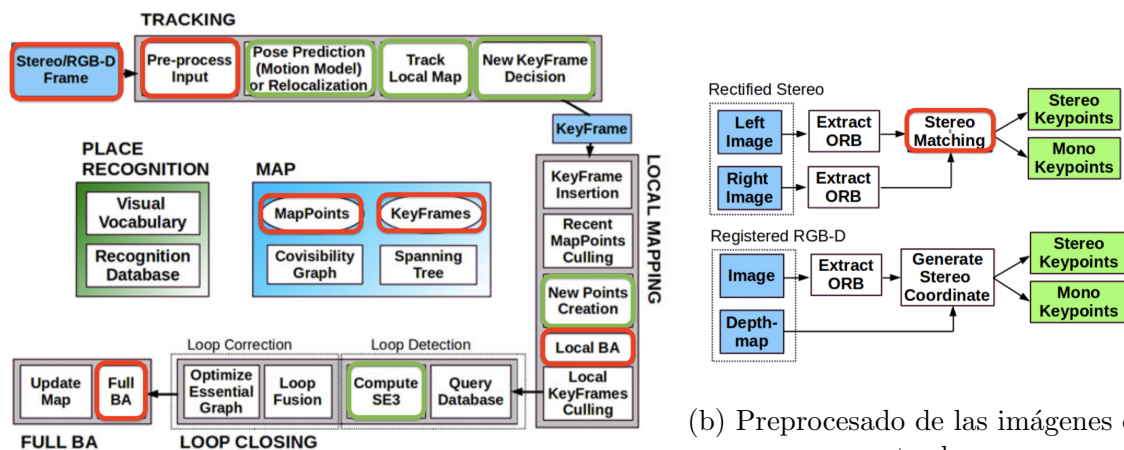 TRACKING
Stereo/RGB-D
Frame
Pre-process
Input
Pose Prediction
(Motion Model)
or Relocalization
Track
Local Map
New KeyFrame
Decision
KeyFrame
PLACE
RECOGNITION
Visual
Vocabulary
Recognition
Database
MAP
MapPoints
KeyFrames
Covisibility
Graph
Spanning
Tree
LOCAL MAPPING
KeyFrame
Insertion
Recent
MapPoints
Culling
New Points
Creation
Local BA
Local
KeyFrames
Culling
Loop Correction
Loop Detection
Optimize
Essential
Graph
Loop
Fusion
Compute
SE3
Query
Database
LOOP CLOSING
Update
Map
Full
BA
FULL BA
Rectified Stereo
Left
Image
Right
Image
Extract
ORB
Extract
ORB
Stereo
Matching
Stereo
Keypoints
Mono
Keypoints
Registered RGB-D
Image
Depth-
map
Extract
ORB
Generate
Stereo
Coordinate
Stereo
Keypoints
Mono
Keypoints
(b) Preprocesado de las imágenes